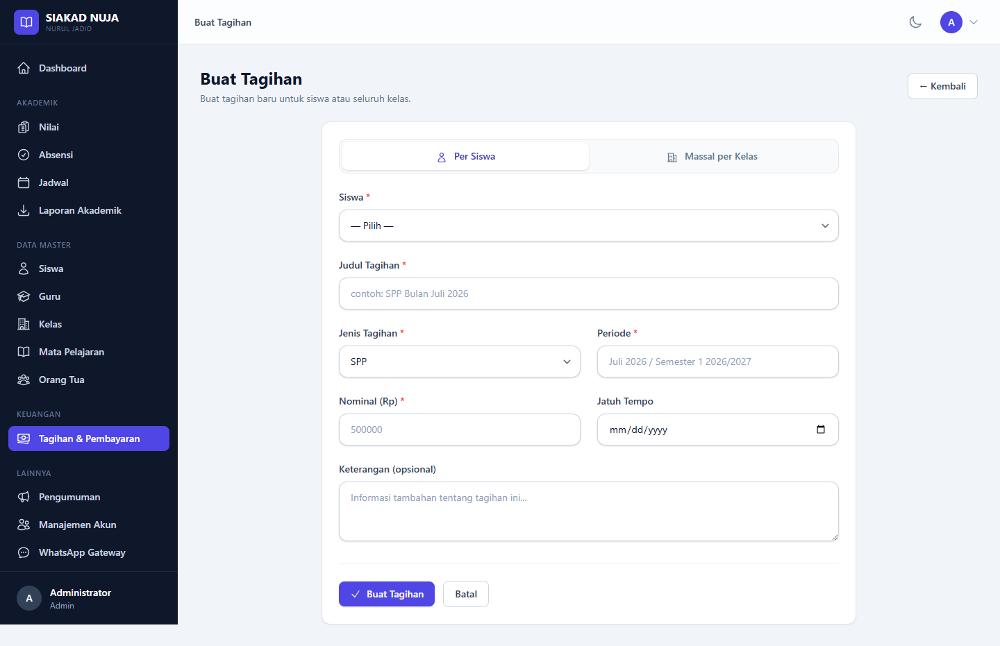 SIAKAD NUJA
NURUL JADID
Dashboard
AKADEMIK
Nilai
Absensi
Jadwal
Laporan Akademik
DATA MASTER
Siswa
Guru
Kelas
Mata Pelajaran
Orang Tua
KEUANGAN
Tagihan & Pembayaran
LAINNYA
Pengumuman
Manajemen Akun
WhatsApp Gateway
A
Administrator
Admin
Buat Tagihan
A
Buat Tagihan
Buat tagihan baru untuk siswa atau seluruh kelas.
← Kembali
Per Siswa
Massal per Kelas
Siswa *
— Pilih —
Judul Tagihan *
contoh: SPP Bulan Juli 2026
Jenis Tagihan *
SPP
Periode *
Juli 2026 / Semester 1 2026/2027
Nominal (Rp) *
500000
Jatuh Tempo
mm/dd/yyyy
Keterangan (opsional)
Informasi tambahan tentang tagihan ini...
Buat Tagihan
Batal